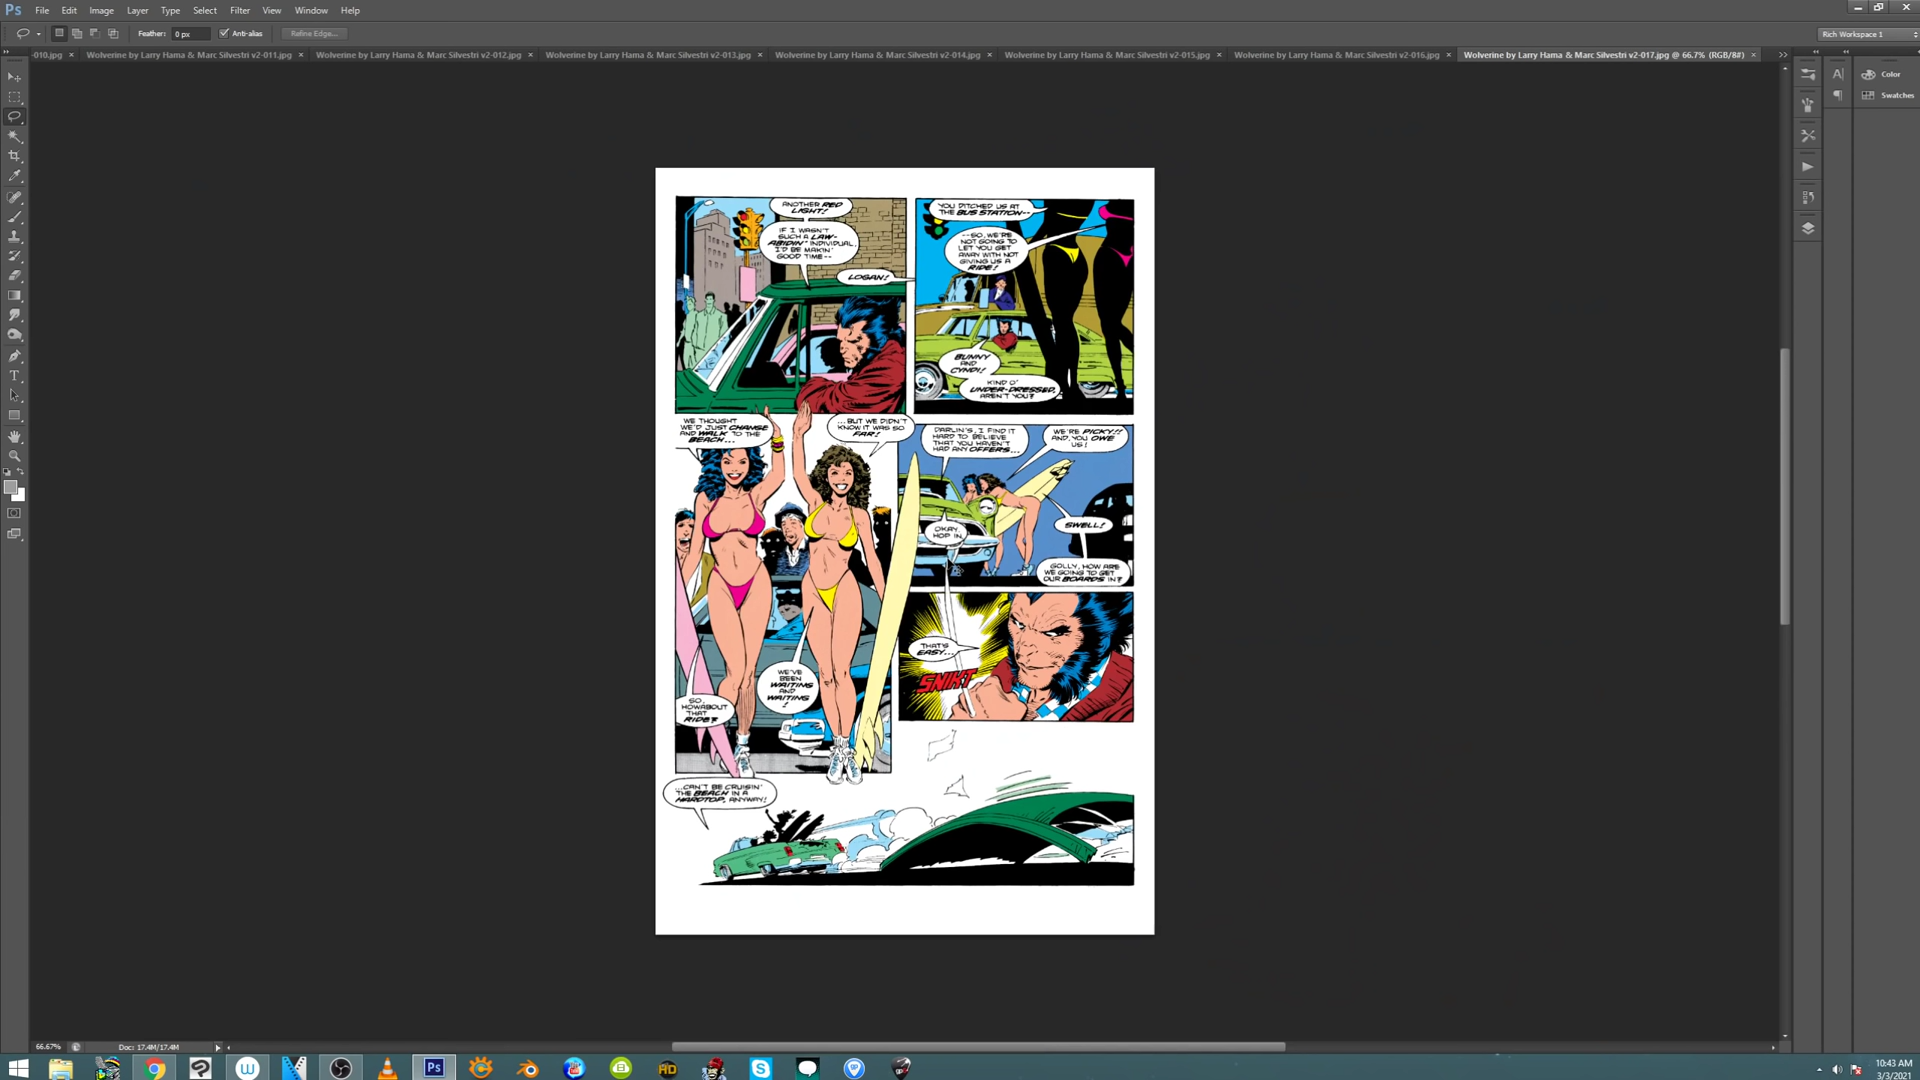 Ps File Edit Image Layer Type Select Filter View Window Help
Feather: 0 px Anti-alias Refine Edge... Rich Workspace 1
-010.jpg × Wolverine by Larry Hama & Marc Silvestri v2-011.jpg × Wolverine by Larry Hama & Marc Silvestri v2-012.jpg × Wolverine by Larry Hama & Marc Silvestri v2-013.jpg × Wolverine by Larry Hama & Marc Silvestri v2-014.jpg × Wolverine by Larry Hama & Marc Silvestri v2-015.jpg × Wolverine by Larry Hama & Marc Silvestri v2-016.jpg × Wolverine by Larry Hama & Marc Silvestri v2-017.jpg @ 66.7% (RGB/8#) ×
Color
Swatches
ANOTHER RED
LIGHT!
IF I WASN'T
SUCH A LAW-
ABIDIN' INDIVIDUAL,
I'D BE MAKIN'
GOOD TIME--
LOGAN!
YOU DITCHED US AT
THE BUS STATION--
--SO, WE'RE
NOT GOING TO
LET YOU GET
AWAY WITH NOT
GIVING US A
RIDE!
BUNNY
AND
CYNDI!
KIND O'
UNDER-DRESSED,
AREN'T YOU?
WE THOUGHT
WE'D JUST CHANGE
AND WALK TO THE
BEACH...
...BUT WE DIDN'T
KNOW IT WAS SO
FAR!
SO,
HOWABOUT
THAT
RIDE?
WE'VE
BEEN
WAITING
AND
WAITING
!
DARLIN'S, I FIND IT
HARD TO BELIEVE
THAT YOU HAVEN'T
HAD ANY OFFERS...
WE'RE PICKY!!
AND, YOU OWE
US!
OKAY
HOP IN.
SWELL!
GOLLY, HOW ARE
WE GOING TO GET
OUR BOARDS IN?
THAT'S
EASY...
SNIKT
...CAN'T BE CRUISIN'
THE BEACH IN A
HARDTOP, ANYWAY!
66.67% Doc: 17.4M/17.4M
10:43 AM
3/3/2021